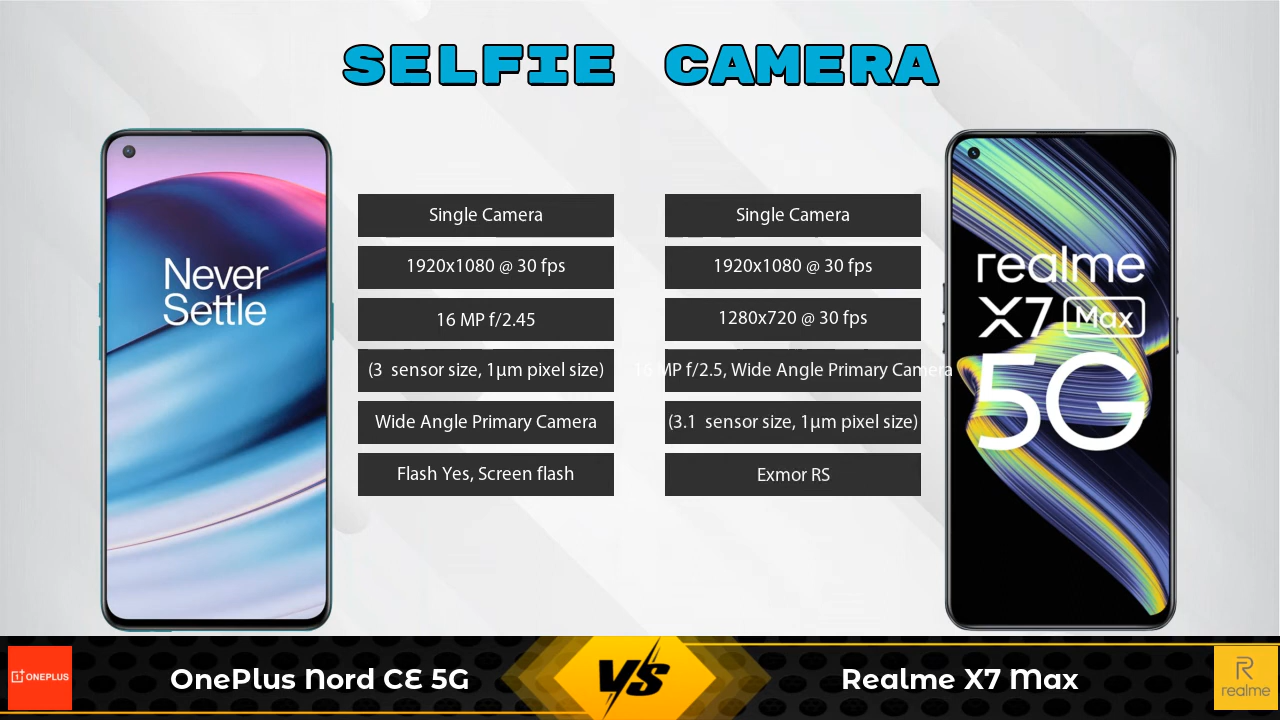 SELFIE CAMERA
Never
Settle
Single Camera
1920x1080 @ 30 fps
16 MP f/2.45
(3 sensor size, 1µm pixel size)
Wide Angle Primary Camera
Flash Yes, Screen flash
Single Camera
1920x1080 @ 30 fps
1280x720 @ 30 fps
16 MP f/2.5, Wide Angle Primary Camera
(3.1 sensor size, 1µm pixel size)
Exmor RS
realme
X7 Max
5G
1+ ONEPLUS
OnePlus Nord CE 5G
VS
Realme X7 Max
R
realme